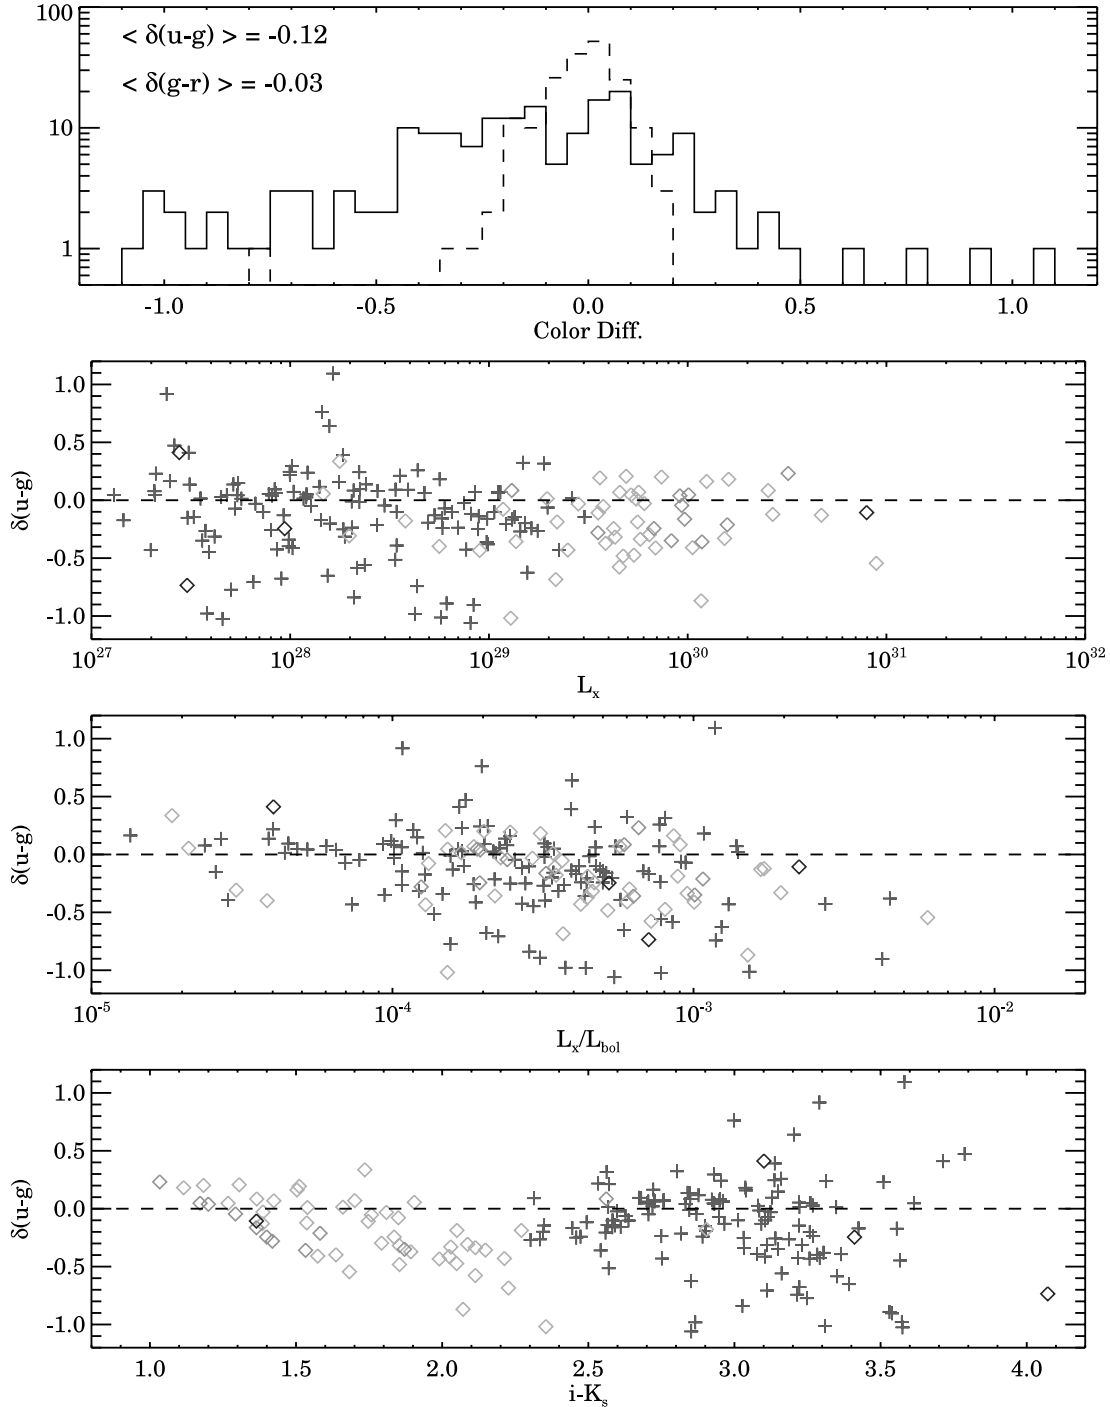 100
10
1
< δ(u-g) > = -0.12
< δ(g-r) > = -0.03
-1.0 -0.5 0.0 0.5 1.0
Color Diff.
1.0
0.5
0.0
-0.5
-1.0
δ(u-g)
10^27 10^28 10^29 10^30 10^31 10^32
L_x
1.0
0.5
0.0
-0.5
-1.0
δ(u-g)
10^-5 10^-4 10^-3 10^-2
L_x/L_bol
1.0
0.5
0.0
-0.5
-1.0
δ(u-g)
1.0 1.5 2.0 2.5 3.0 3.5 4.0
i-K_s